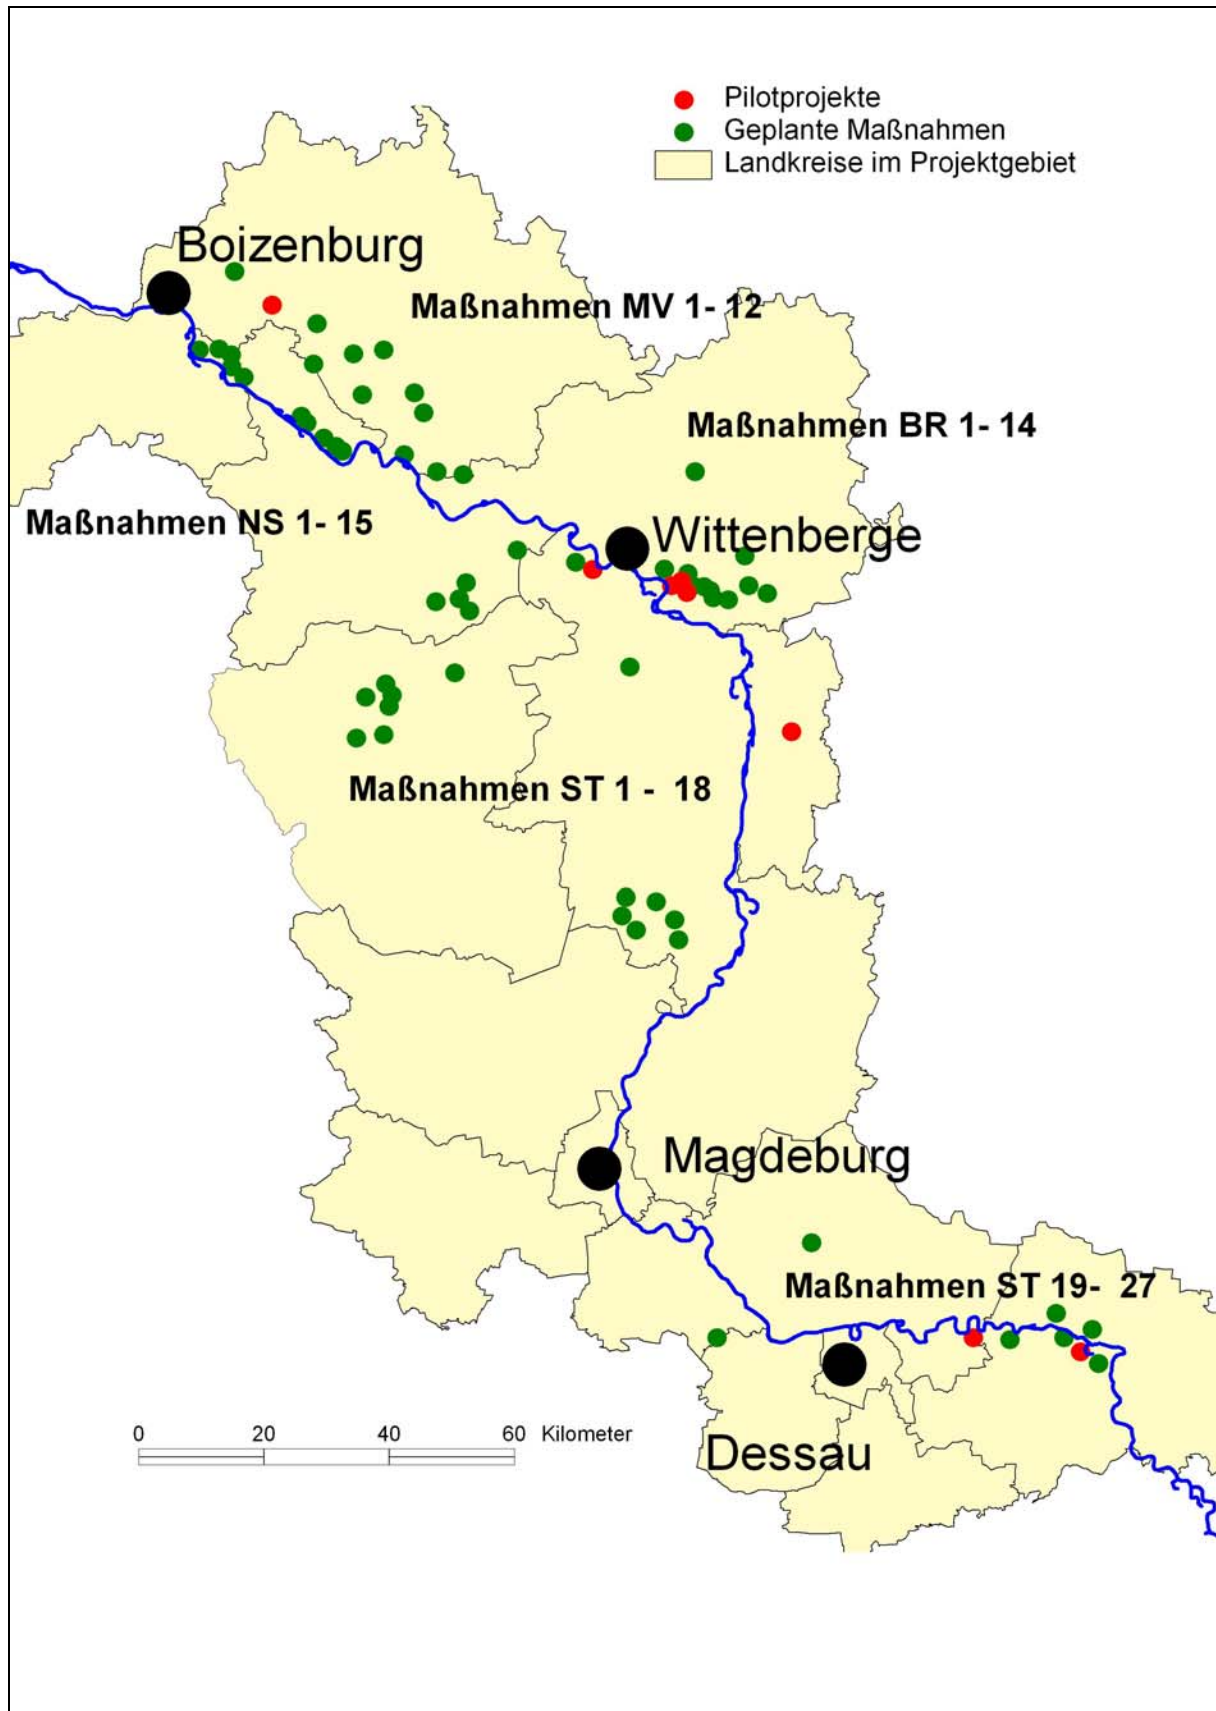 Pilotprojekte
Geplante Maßnahmen
Landkreise im Projektgebiet
Boizenburg
Maßnahmen MV 1- 12
Maßnahmen BR 1- 14
Maßnahmen NS 1- 15
Wittenberge
Maßnahmen ST 1 - 18
Magdeburg
Maßnahmen ST 19- 27
0 20 40 60 Kilometer
Dessau